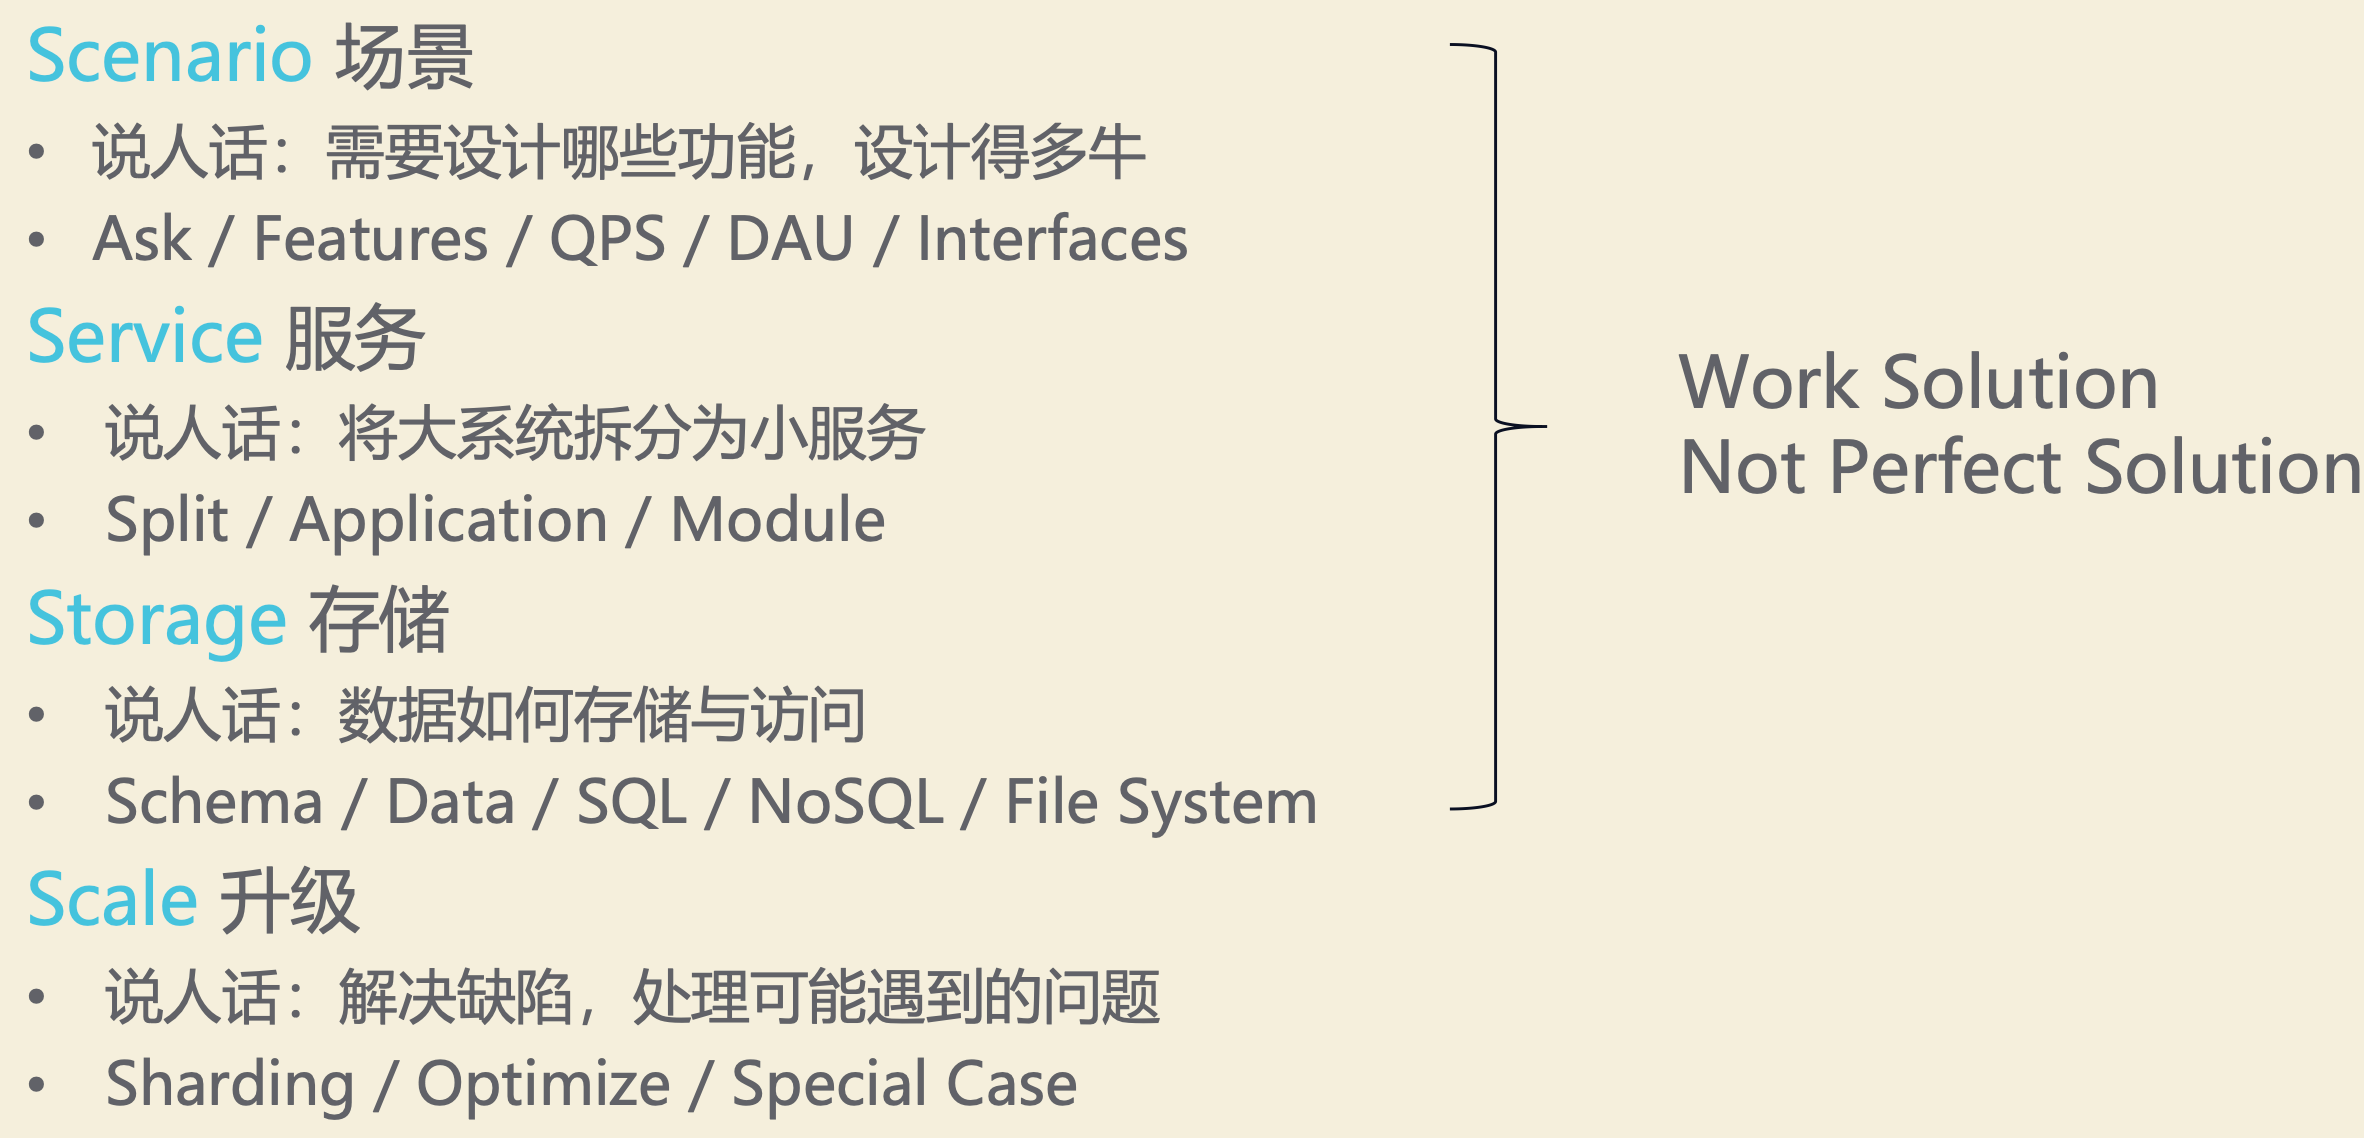 Scenario 场景
• 说人话：需要设计哪些功能，设计得多牛
• Ask / Features / QPS / DAU / Interfaces
Service 服务
• 说人话：将大系统拆分为小服务
• Split / Application / Module
Storage 存储
• 说人话：数据如何存储与访问
• Schema / Data / SQL / NoSQL / File System
Scale 升级
• 说人话：解决缺陷，处理可能遇到的问题
• Sharding / Optimize / Special Case
Work Solution
Not Perfect Solution